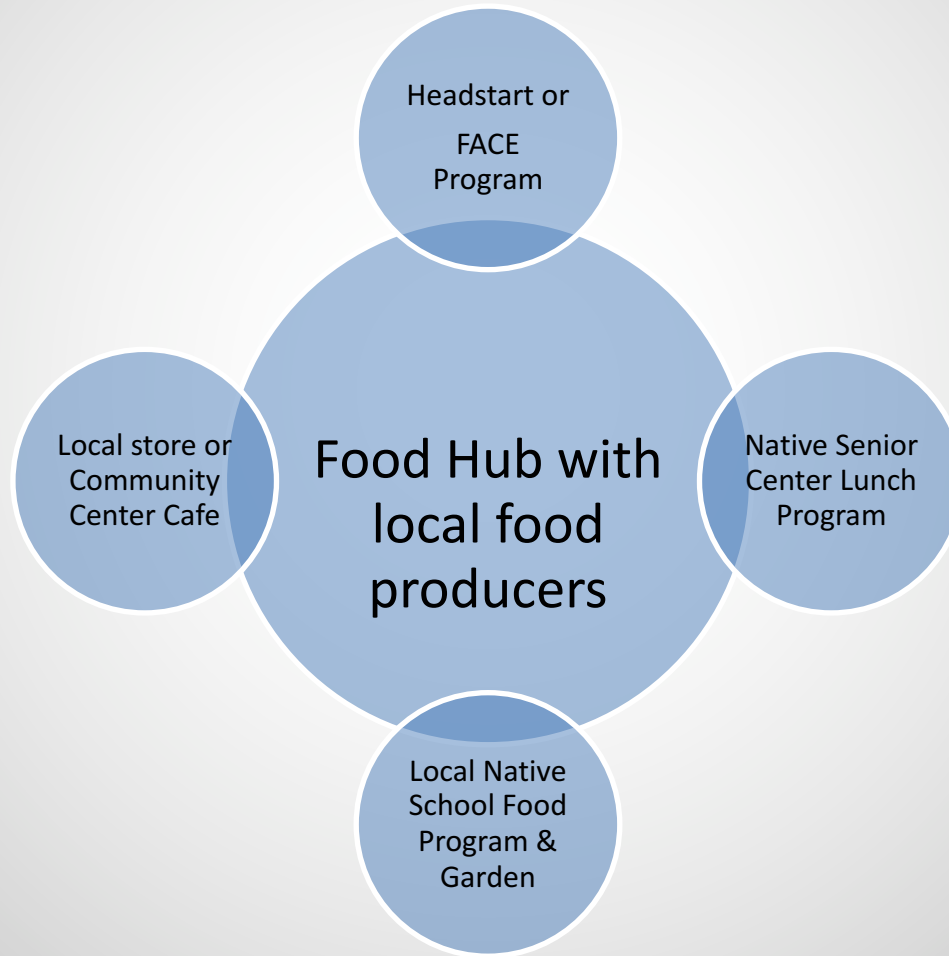 Headstart or
FACE
Program
Local store or
Community
Center Cafe
Food Hub with
local food
producers
Native Senior
Center Lunch
Program
Local Native
School Food
Program &
Garden